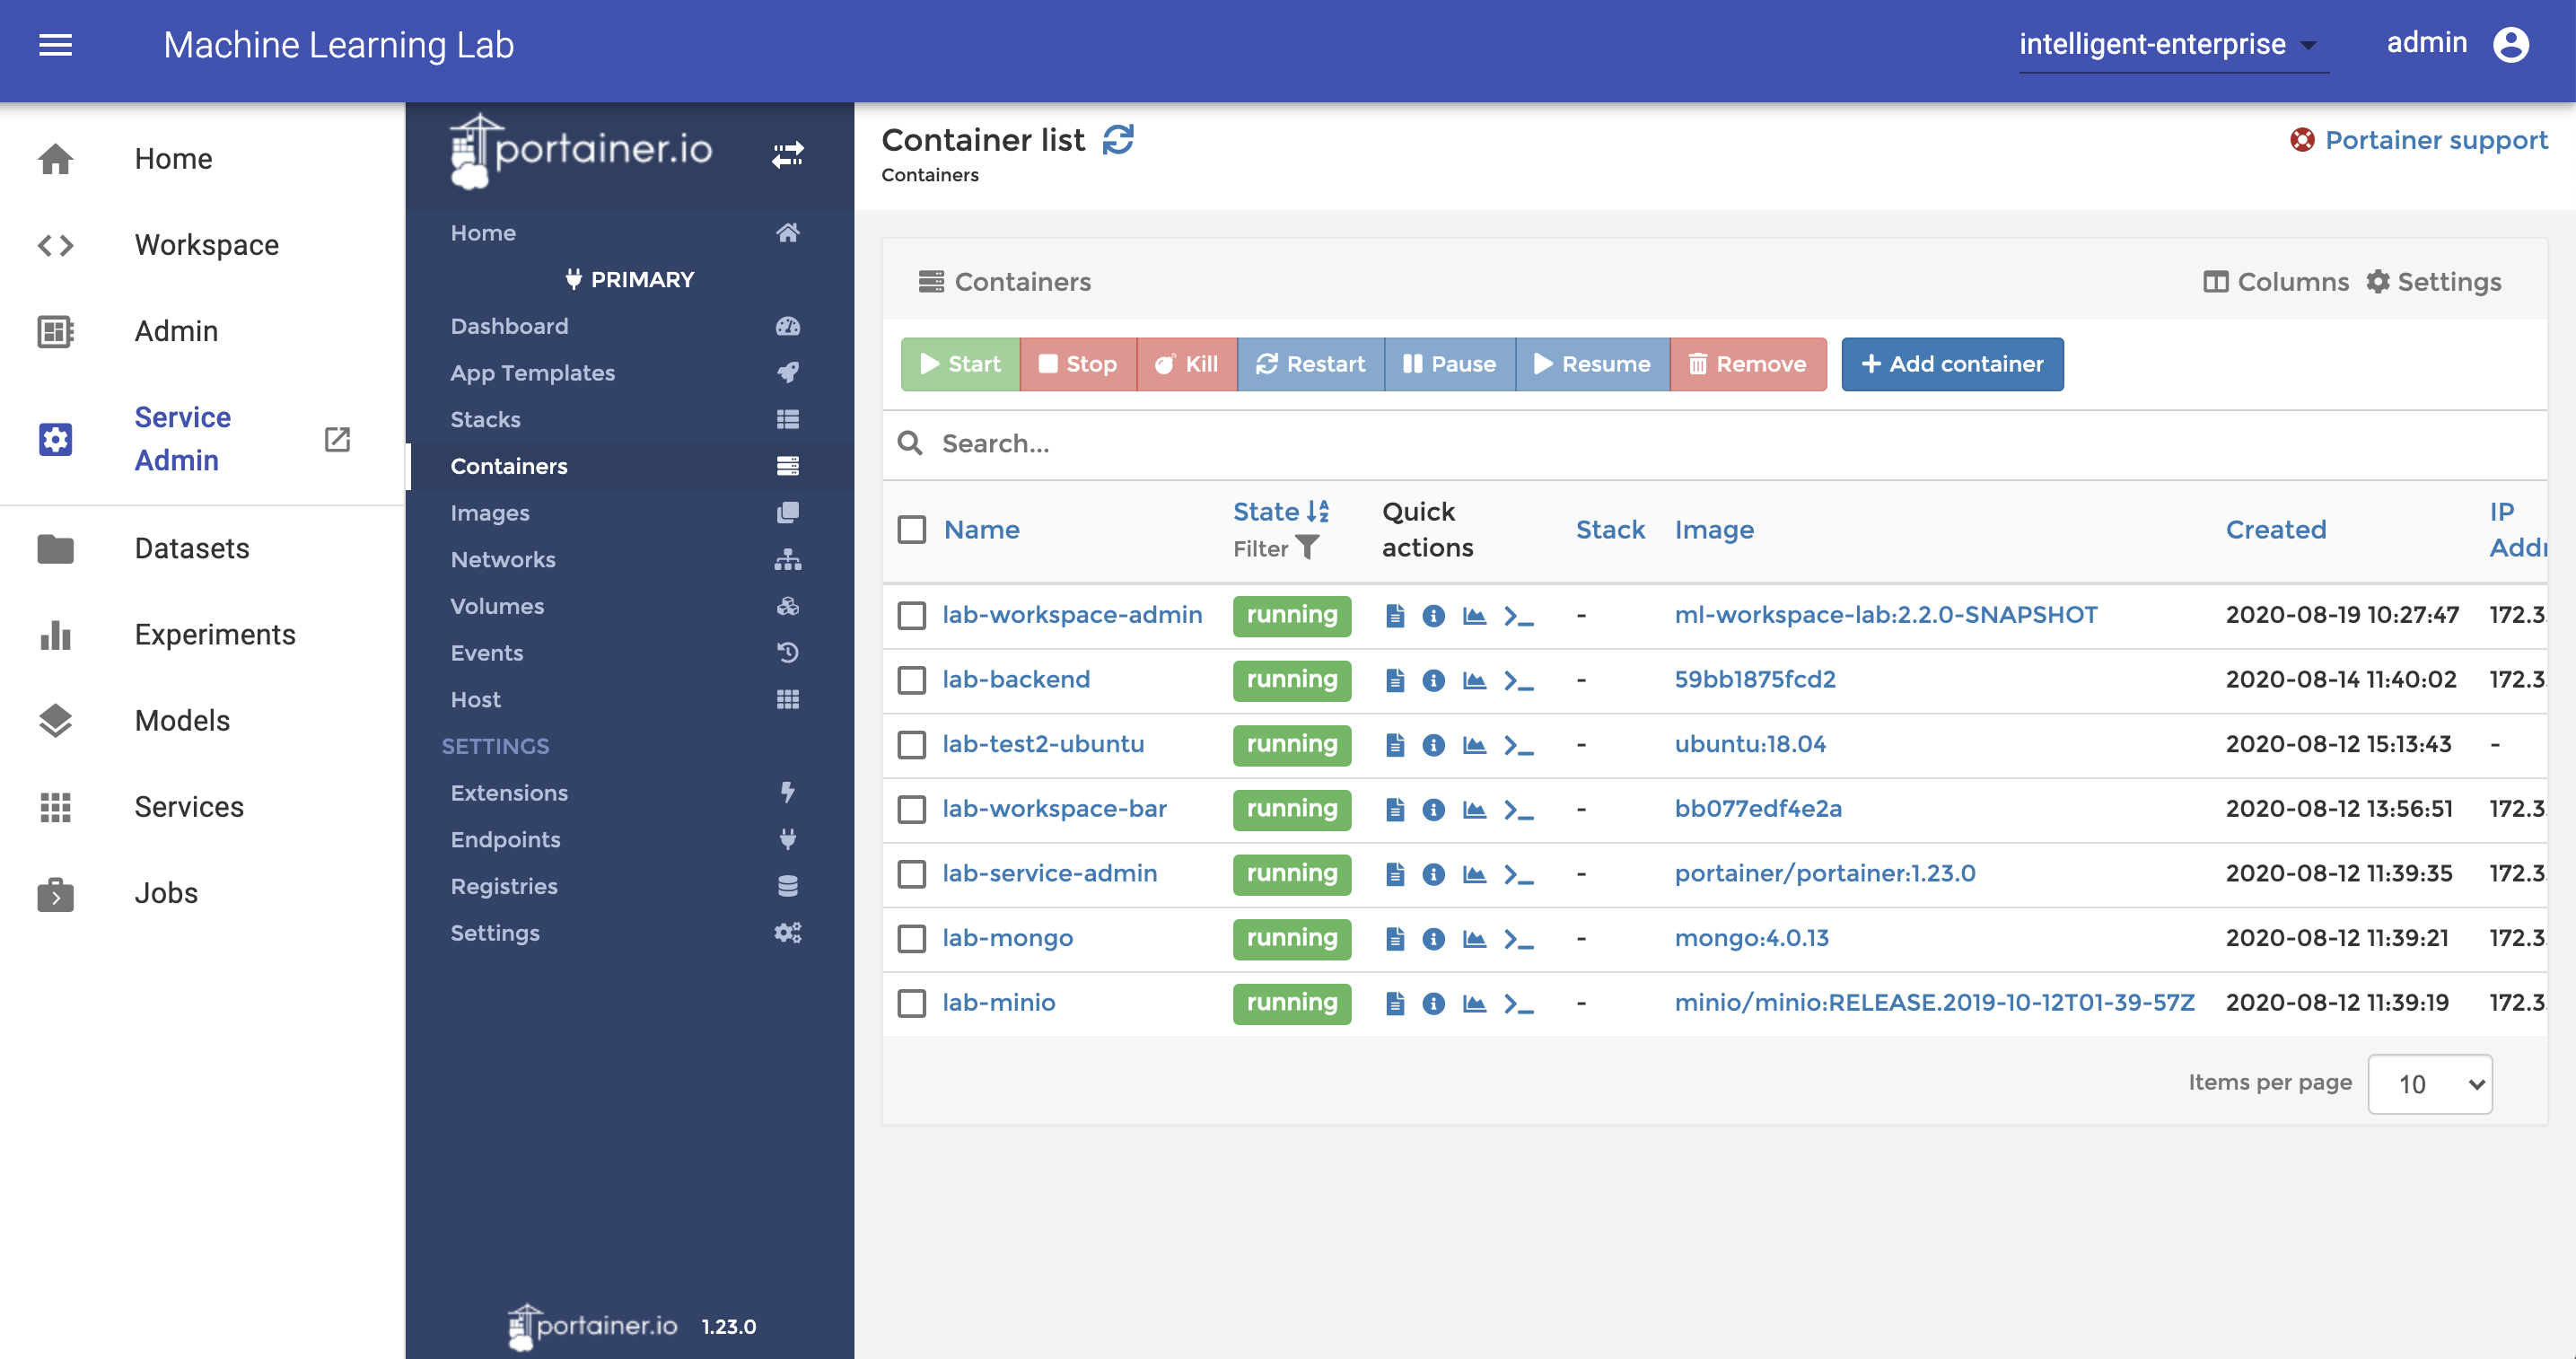 Machine Learning Lab
intelligent-enterprise
admin
Home
Workspace
Admin
Service
Admin
Datasets
Experiments
Models
Services
Jobs
portainer.io
Home
PRIMARY
Dashboard
App Templates
Stacks
Containers
Images
Networks
Volumes
Events
Host
SETTINGS
Extensions
Endpoints
Registries
Settings
portainer.io 1.23.0
Container list
Portainer support
Containers
Containers
Columns Settings
Start Stop Kill Restart Pause Resume Remove + Add container
Search...
Name State Filter Quick actions Stack Image Created IP Addr
lab-workspace-admin running - ml-workspace-lab:2.2.0-SNAPSHOT 2020-08-19 10:27:47 172.3
lab-backend running - 59bb1875fcd2 2020-08-14 11:40:02 172.3
lab-test2-ubuntu running - ubuntu:18.04 2020-08-12 15:13:43 -
lab-workspace-bar running - bb077edf4e2a 2020-08-12 13:56:51 172.3
lab-service-admin running - portainer/portainer:1.23.0 2020-08-12 11:39:35 172.3
lab-mongo running - mongo:4.0.13 2020-08-12 11:39:21 172.3
lab-minio running - minio/minio:RELEASE.2019-10-12T01-39-57Z 2020-08-12 11:39:19 172.3
Items per page 10